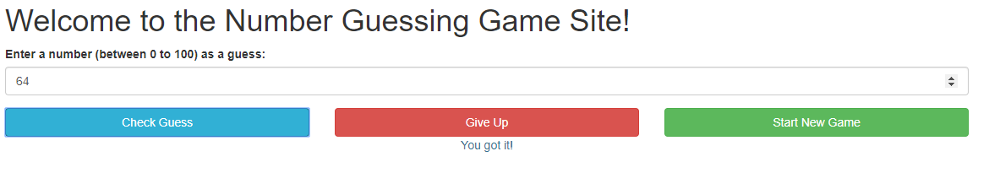 Welcome to the Number Guessing Game Site!
Enter a number (between 0 to 100) as a guess:
64
Check Guess Give Up Start New Game
You got it!